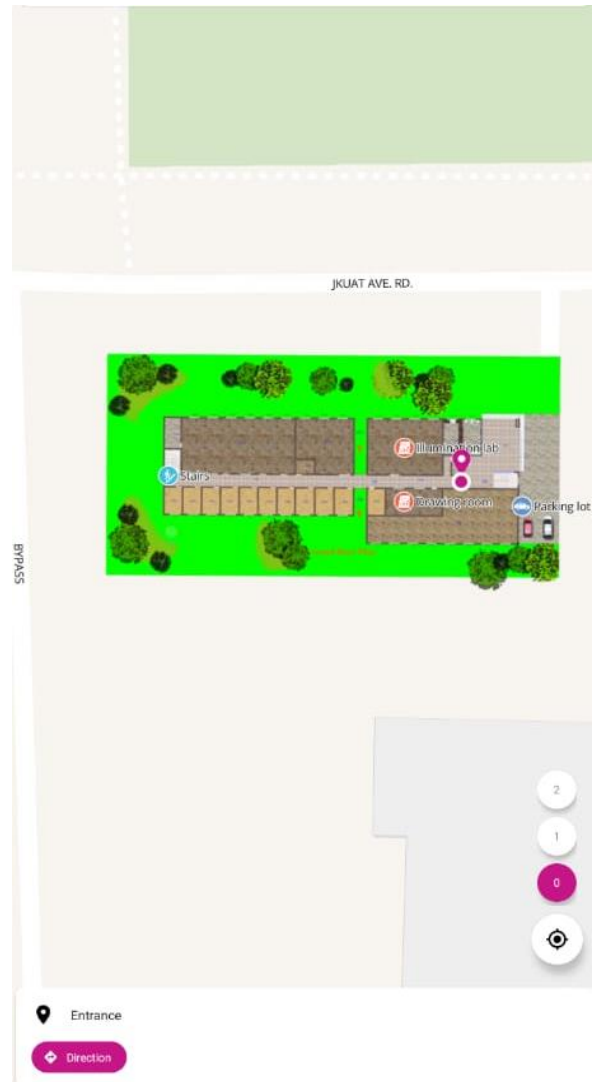 JKUAT AVE. RD.
Illumination lab
Stairs
Drawing room
Parking lot
BYPASS
2
1
0
Entrance
Direction